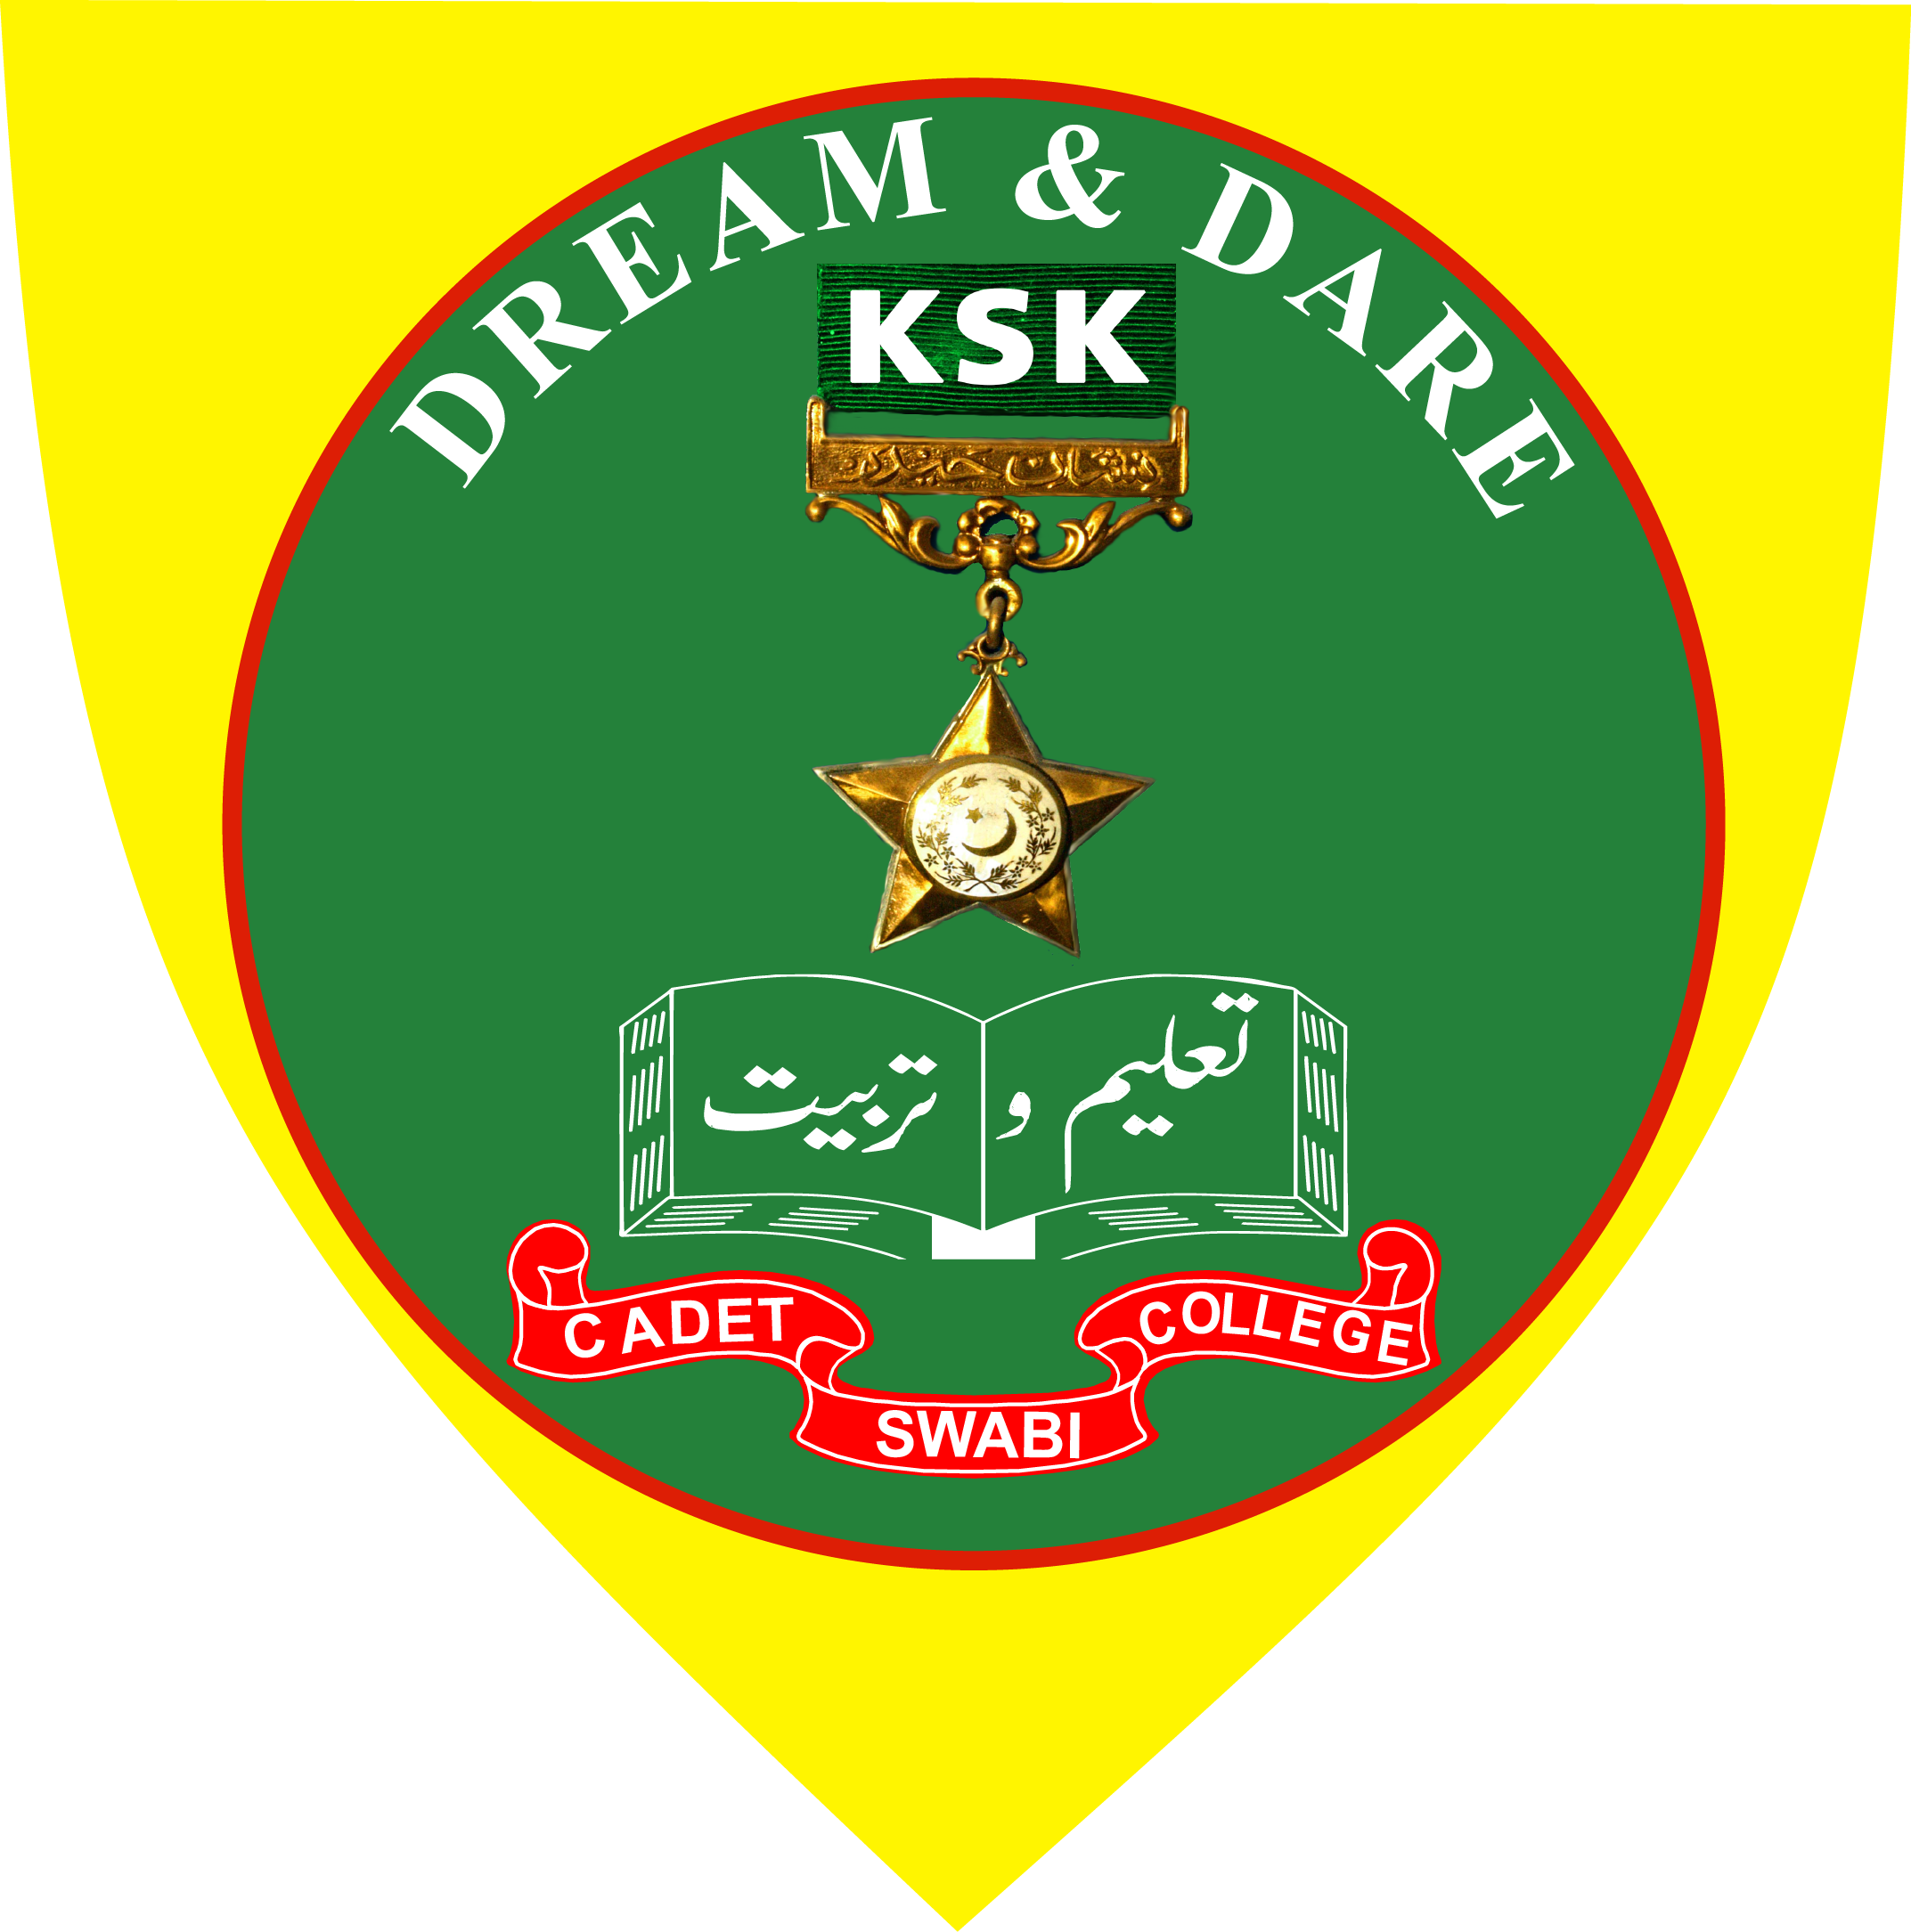 DREAM & DARE
KSK
نشان حیدر
تعلیم و تربیت
CADET COLLEGE
SWABI